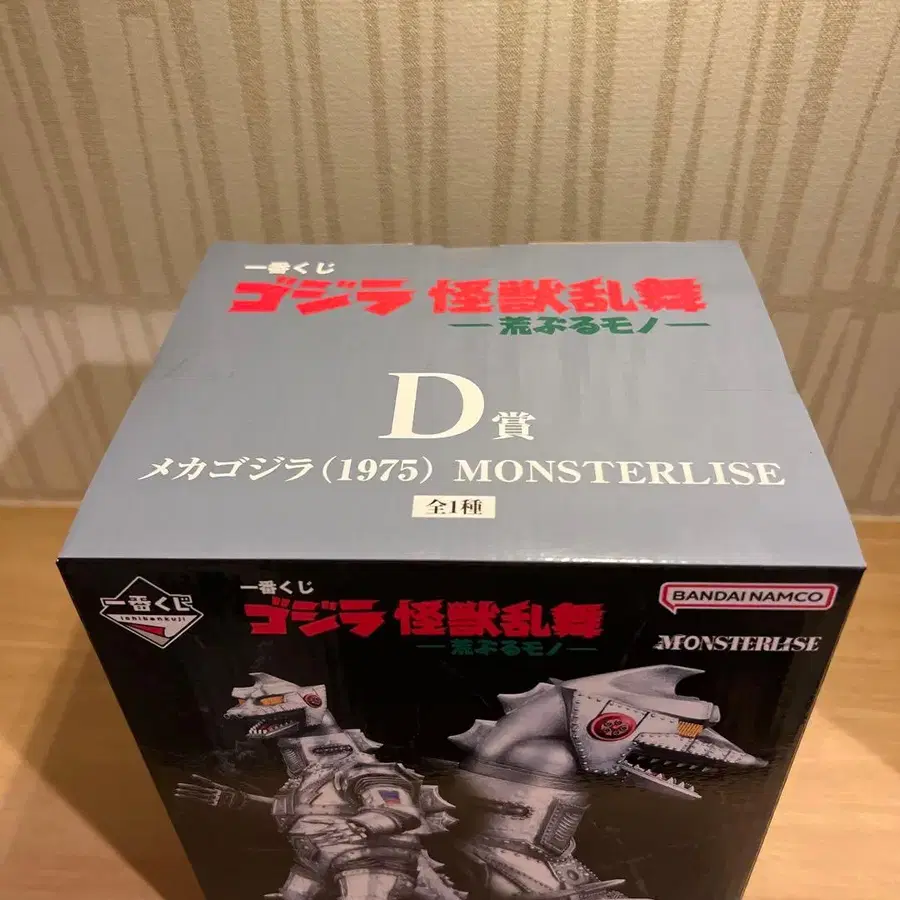 一番くじ
ゴジラ 怪獣乱舞
―荒ぶるモノ―
D賞
メカゴジラ(1975) MONSTERLISE
全1種
一番くじ
ichibankuji
一番くじ
ゴジラ 怪獣乱舞
―荒ぶるモノ―
BANDAI NAMCO
MONSTERLISE